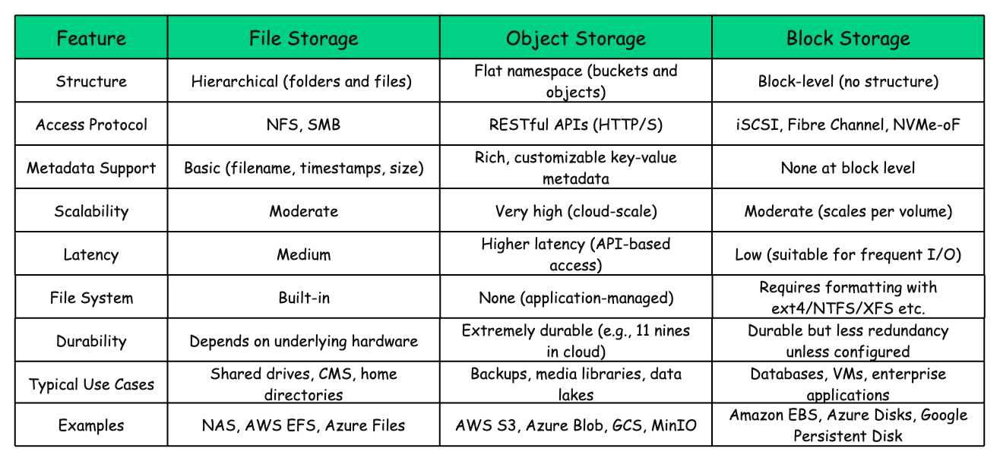 Feature File Storage Object Storage Block Storage
Structure Hierarchical (folders and files) Flat namespace (buckets and
objects) Block-level (no structure)
Access Protocol NFS, SMB RESTful APIs (HTTP/S) iSCSI, Fibre Channel, NVMe-oF
Metadata Support Basic (filename, timestamps, size) Rich, customizable key-value
metadata None at block level
Scalability Moderate Very high (cloud-scale) Moderate (scales per volume)
Latency Medium Higher latency (API-based
access) Low (suitable for frequent I/O)
File System Built-in None (application-managed) Requires formatting with
ext4/NTFS/XFS etc.
Durability Depends on underlying hardware Extremely durable (e.g., 11 nines
in cloud) Durable but less redundancy
unless configured
Typical Use Cases Shared drives, CMS, home
directories Backups, media libraries, data
lakes Databases, VMs, enterprise
applications
Examples NAS, AWS EFS, Azure Files AWS S3, Azure Blob, GCS, MinIO Amazon EBS, Azure Disks, Google
Persistent Disk